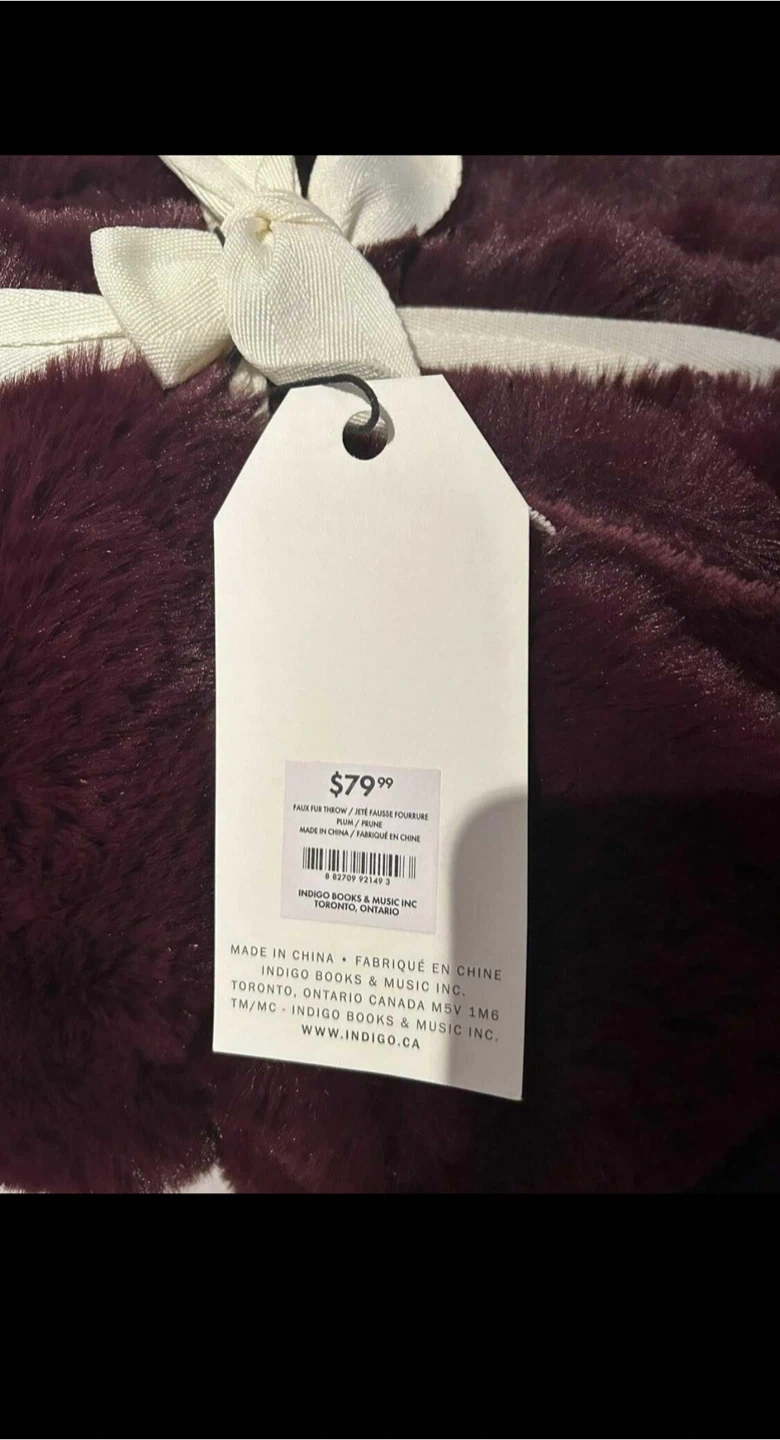 $79.99
FAUX FUR THROW / JETÉ FAUSSE FOURRURE
PLUM / PRUNE
MADE IN CHINA / FABRIQUÉ EN CHINE
8 82709 92149 3
INDIGO BOOKS & MUSIC INC
TORONTO, ONTARIO
MADE IN CHINA • FABRIQUÉ EN CHINE
INDIGO BOOKS & MUSIC INC.
TORONTO, ONTARIO CANADA M5V 1M6
TM/MC - INDIGO BOOKS & MUSIC INC.
WWW.INDIGO.CA